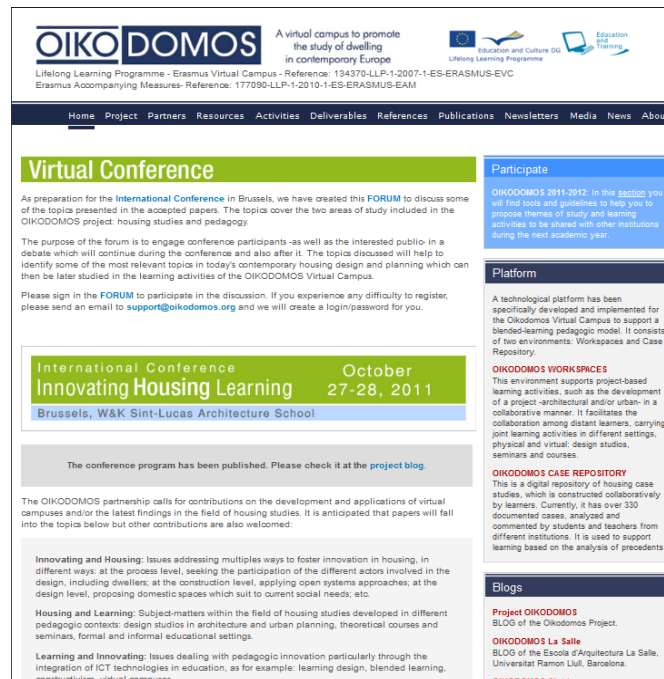 OIKODOMOS
A virtual campus to promote
the study of dwelling
in contemporary Europe
Education and Culture DG
Lifelong Learning Programme
Education
and
Training
Lifelong Learning Programme - Erasmus Virtual Campus - Reference: 134370-LLP-1-2007-1-ES-ERASMUS-EVC
Erasmus Accompanying Measures- Reference: 177090-LLP-1-2010-1-ES-ERASMUS-EAM
Home Project Partners Resources Activities Deliverables References Publications Newsletters Media News Abou
Virtual Conference
As preparation for the International Conference in Brussels, we have created this FORUM to discuss some
of the topics presented in the accepted papers. The topics cover the two areas of study included in the
OIKODOMOS project: housing studies and pedagogy.
The purpose of the forum is to engage conference participants -as well as the interested public- in a
debate which will continue during the conference and also after it. The topics discussed will help to
identify some of the most relevant topics in today's contemporary housing design and planning which can
then be later studied in the learning activities of the OIKODOMOS Virtual Campus.
Please sign in the FORUM to participate in the discussion. If you experience any difficulty to register,
please send an email to support@oikodomos.org and we will create a login/password for you.
International Conference
Innovating Housing Learning
October
27-28, 2011
Brussels, W&K Sint-Lucas Architecture School
The conference program has been published. Please check it at the project blog.
The OIKODOMOS partnership calls for contributions on the development and applications of virtual
campuses and/or the latest findings in the field of housing studies. It is anticipated that papers will fall
into the topics below but other contributions are also welcomed:
Innovating and Housing: Issues addressing multiples ways to foster innovation in housing, in
different ways: at the process level, seeking the participation of the different actors involved in the
design, including dwellers; at the construction level, applying open systems approaches; at the
design level, proposing domestic spaces which suit to current social needs; etc.
Housing and Learning: Subject-matters within the field of housing studies developed in different
pedagogic contexts: design studios in architecture and urban planning, theoretical courses and
seminars, formal and informal educational settings.
Learning and Innovating: Issues dealing with pedagogic innovation particularly through the
integration of ICT technologies in education, as for example: learning design, blended learning,
constructivism, virtual campuses
Participate
OIKODOMOS 2011-2012: In this section you
will find tools and guidelines to help you to
propose themes of study and learning
activities to be shared with other institutions
during the next academic year.
Platform
A technological platform has been
specifically developed and implemented for
the Oikodomos Virtual Campus to support a
blended-learning pedagogic model. It consists
of two environments: Workspaces and Case
Repository.
OIKODOMOS WORKSPACES
This environment supports project-based
learning activities, such as the development
of a project -architectural and/or urban- in a
collaborative manner. It facilitates the
collaboration among distant learners, carrying
joint learning activities in different settings,
physical and virtual: design studios,
seminars and courses.
OIKODOMOS CASE REPOSITORY
This is a digital repository of housing case
studies, which is constructed collaboratively
by learners. Currently, it has over 330
documented cases, analyzed and
commented by students and teachers from
different institutions. It is used to support
learning based on the analysis of precedents
Blogs
Project OIKODOMOS
BLOG of the Oikodomos Project.
OIKODOMOS La Salle
BLOG of the Escola d'Arquitectura La Salle,
Universitat Ramon Llull, Barcelona.